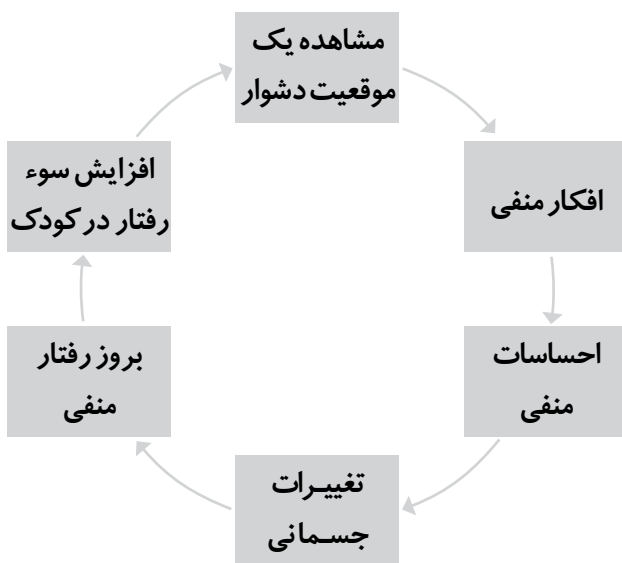 مشاهده یک
موقعیت دشوار
افکار منفی
احساسات
منفی
تغییـرات
جسـمانی
بروز رفتار
منفی
افزایش سوء
رفتار در کودک